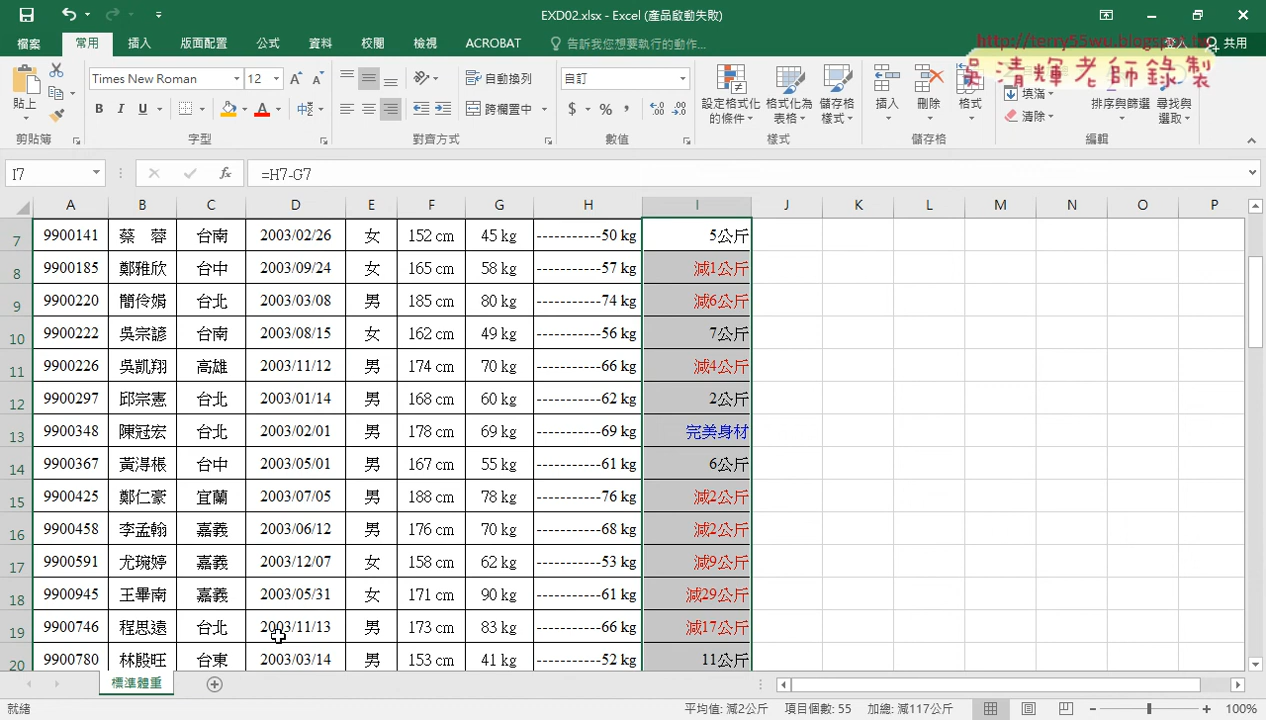 EXD02.xlsx - Excel (產品啟動失敗)
http://terry55wu.blogspot.tw
吳清輝老師錄製
檔案 常用 插入 版面配置 公式 資料 校閱 檢視 ACROBAT 告訴我您想要執行的動作... 登入 共用
貼上 Times New Roman 12 自動換列 自訂 設定格式化的條件 格式化為表格 儲存格樣式 插入 刪除 格式 填滿 清除 排序與篩選 尋找與選取
B I U 中 跨欄置中 $ % ,
剪貼簿 字型 對齊方式 數值 樣式 儲存格 編輯
I7 fx =H7-G7
A B C D E F G H I J K L M N O P
7 9900141 蔡 蓉 台南 2003/02/26 女 152 cm 45 kg -----------50 kg 5公斤
8 9900185 鄭雅欣 台中 2003/09/24 女 165 cm 58 kg -----------57 kg 減1公斤
9 9900220 簡伶娟 台北 2003/03/08 男 185 cm 80 kg -----------74 kg 減6公斤
10 9900222 吳宗諺 台南 2003/08/15 女 162 cm 49 kg -----------56 kg 7公斤
11 9900226 吳凱翔 高雄 2003/11/12 男 174 cm 70 kg -----------66 kg 減4公斤
12 9900297 邱宗憲 台北 2003/01/14 男 168 cm 60 kg -----------62 kg 2公斤
13 9900348 陳冠宏 台北 2003/02/01 男 178 cm 69 kg -----------69 kg 完美身材
14 9900367 黃淂根 台中 2003/05/01 男 167 cm 55 kg -----------61 kg 6公斤
15 9900425 鄭仁豪 宜蘭 2003/07/05 男 188 cm 78 kg -----------76 kg 減2公斤
16 9900458 李孟翰 嘉義 2003/06/12 男 176 cm 70 kg -----------68 kg 減2公斤
17 9900591 尤琬婷 嘉義 2003/12/07 女 158 cm 62 kg -----------53 kg 減9公斤
18 9900945 王畢南 嘉義 2003/05/31 女 171 cm 90 kg -----------61 kg 減29公斤
19 9900746 程思遠 台北 2003/11/13 男 173 cm 83 kg -----------66 kg 減17公斤
20 9900780 林殷旺 台東 2003/03/14 男 153 cm 41 kg -----------52 kg 11公斤
標準體重
就緒 平均值: 減2公斤 項目個數: 55 加總: 減117公斤 100%